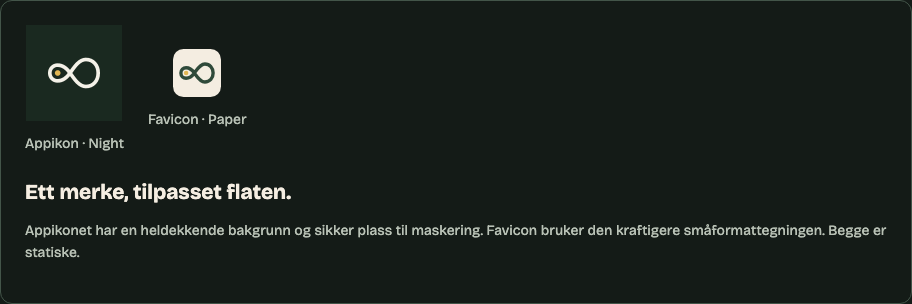 Appikon · Night
Favicon · Paper
Ett merke, tilpasset flaten.
Appikonet har en heldekkende bakgrunn og sikker plass til maskering. Favicon bruker den kraftigere småformattegningen. Begge er
statiske.